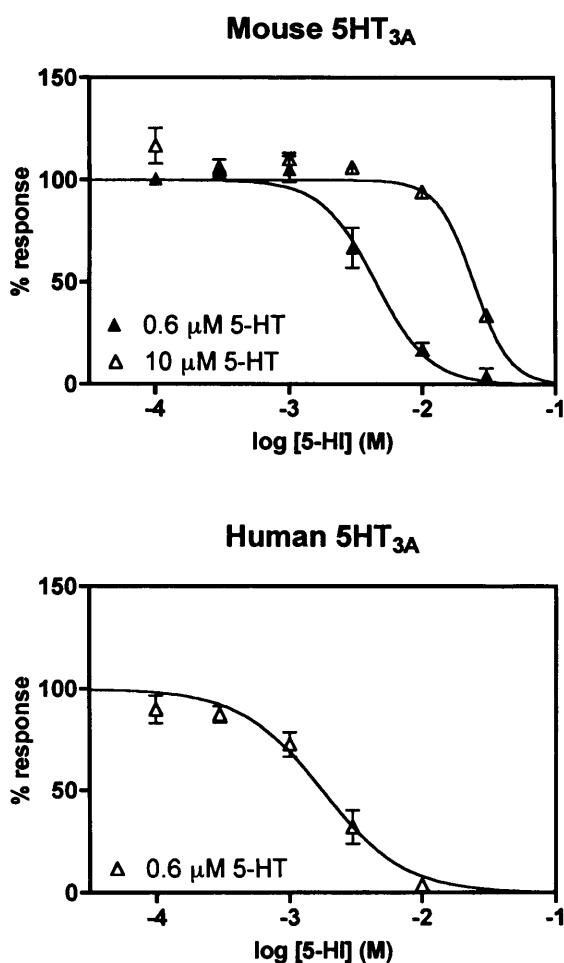 Mouse 5HT3A
150
100
50
0
% response
▲ 0.6 µM 5-HT
△ 10 µM 5-HT
-4 -3 -2 -1
log [5-HI] (M)
Human 5HT3A
150
100
50
0
% response
△ 0.6 µM 5-HT
-4 -3 -2 -1
log [5-HI] (M)